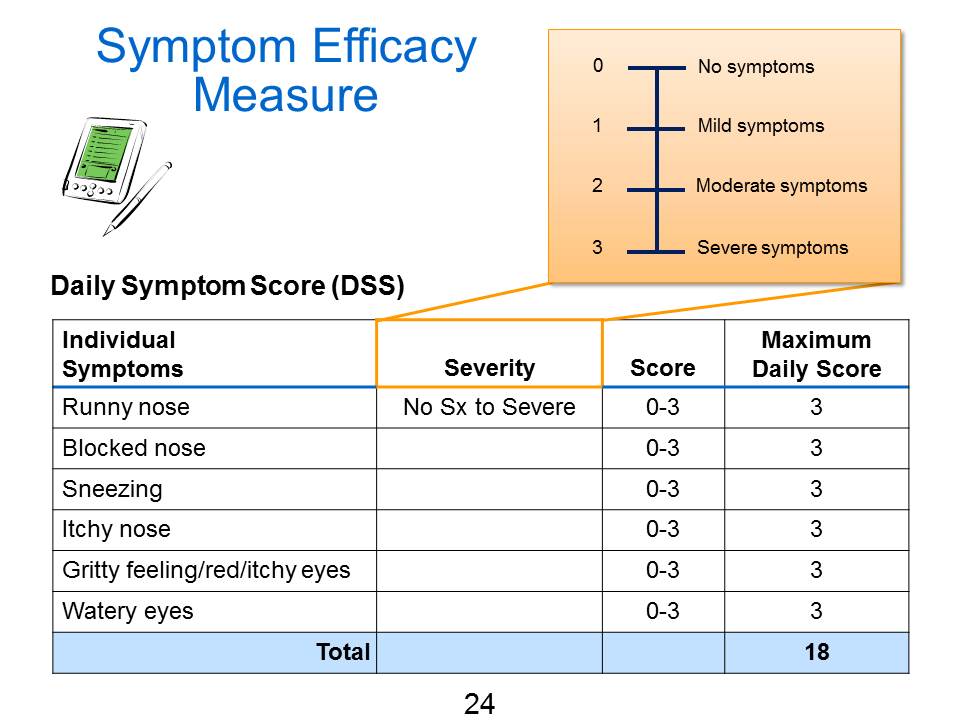 Symptom Efficacy
Measure
0 No symptoms
1 Mild symptoms
2 Moderate symptoms
3 Severe symptoms
Daily Symptom Score (DSS)
Individual Symptoms Severity Score Maximum Daily Score
Runny nose No Sx to Severe 0-3 3
Blocked nose 0-3 3
Sneezing 0-3 3
Itchy nose 0-3 3
Gritty feeling/red/itchy eyes 0-3 3
Watery eyes 0-3 3
Total 18
24